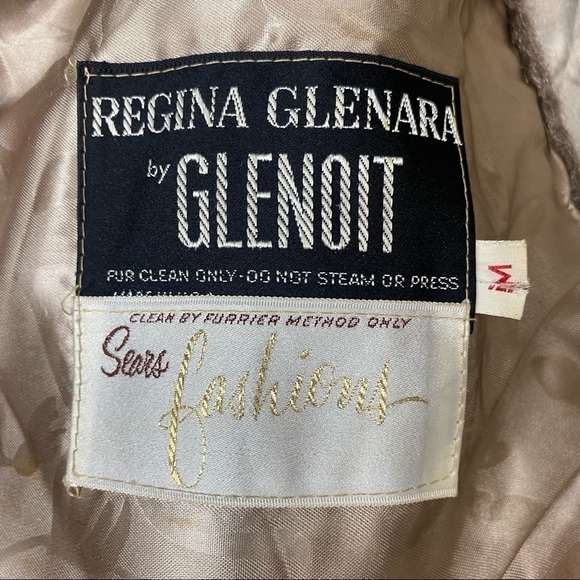 REGINA GLENARA
by GLENOIT
FUR CLEAN ONLY-DO NOT STEAM OR PRESS
M
CLEAN BY FURRIER METHOD ONLY
Sears fashions